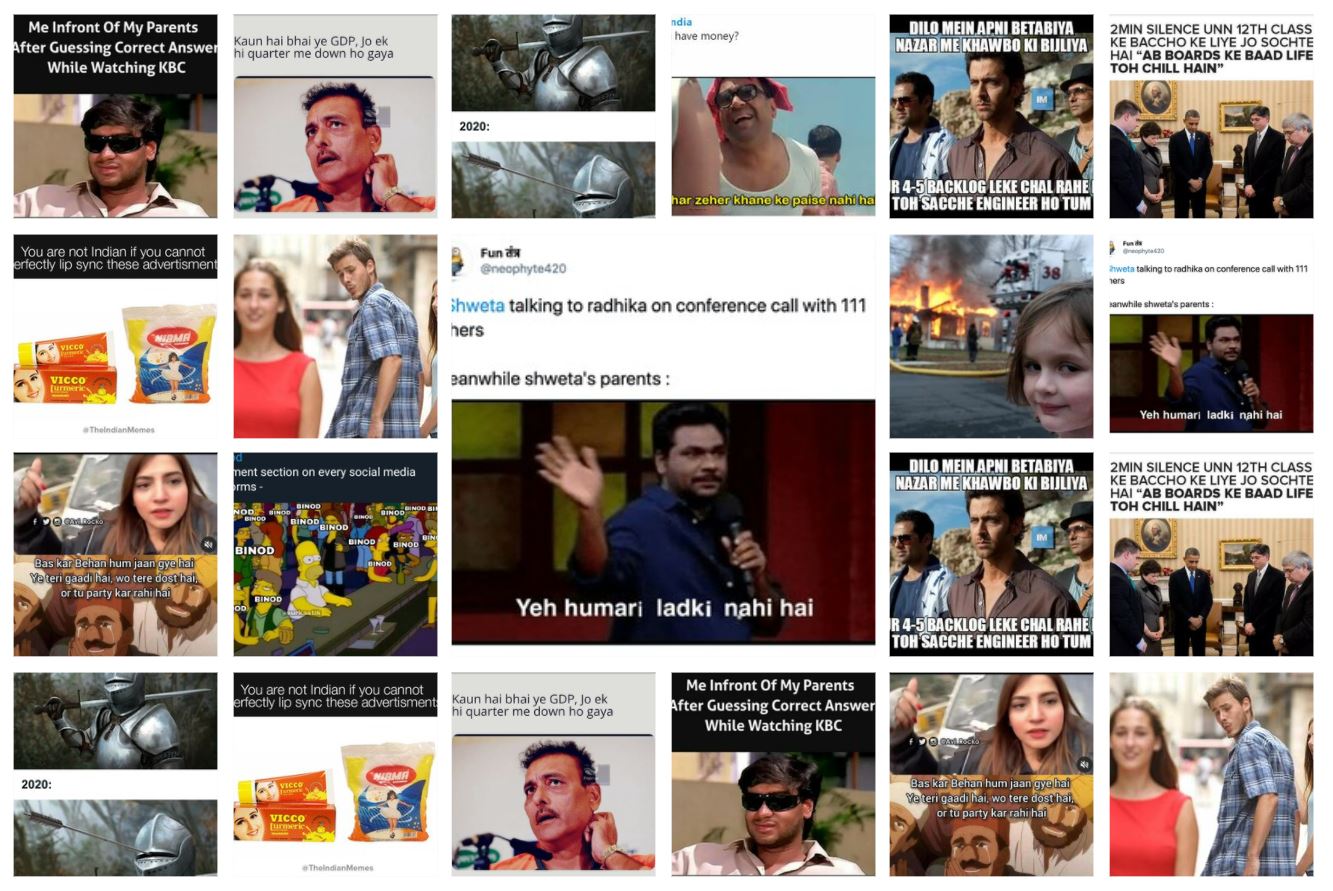 Me Infront Of My Parents
After Guessing Correct Answer
While Watching KBC
Kaun hai bhai ye GDP, Jo ek
hi quarter me down ho gaya
2020:
ndia
have money?
har zeher khane ke paise nahi ha
DILO MEIN APNI BETABIYA
NAZAR ME KHAWBO KI BIJLIYA
IM
R 4-5 BACKLOG LEKE CHAL RAHE
TOH SACCHE ENGINEER HO TUM
2MIN SILENCE UNN 12TH CLASS
KE BACCHO KE LIYE JO SOCHTE
HAI “AB BOARDS KE BAAD LIFE
TOH CHILL HAIN”
You are not Indian if you cannot
erfectly lip sync these advertisment
VICCO
turmeric
VICCO
turmeric
NIRMA
@TheIndianMemes
Fun तंत्र
@neophyte420
Shweta talking to radhika on conference call with 111
hers
eanwhile shweta's parents :
Yeh humari ladki nahi hai
38
Fun तंत्र
@neophyte420
Shweta talking to radhika on conference call with 111
hers
eanwhile shweta's parents :
Yeh humari ladki nahi hai
@Avi_Rocko
Bas kar Behan hum jaan gye hai
Ye teri gaadi hai, wo tere dost hai,
or tu party kar rahi hai
d
ment section on every social media
orms -
NOD
BINOD
BINOD
BINOD
BINOD
BINOD
BINOD
BINOD
BINOD
BINOD
BINOD
BINOD
BINOD
DILO MEIN APNI BETABIYA
NAZAR ME KHAWBO KI BIJLIYA
IM
R 4-5 BACKLOG LEKE CHAL RAHE
TOH SACCHE ENGINEER HO TUM
2MIN SILENCE UNN 12TH CLASS
KE BACCHO KE LIYE JO SOCHTE
HAI “AB BOARDS KE BAAD LIFE
TOH CHILL HAIN”
2020:
You are not Indian if you cannot
erfectly lip sync these advertisment
VICCO
turmeric
VICCO
turmeric
NIRMA
@TheIndianMemes
Kaun hai bhai ye GDP, Jo ek
hi quarter me down ho gaya
Me Infront Of My Parents
After Guessing Correct Answer
While Watching KBC
@Avi_Rocko
Bas kar Behan hum jaan gye hai
Ye teri gaadi hai, wo tere dost hai,
or tu party kar rahi hai